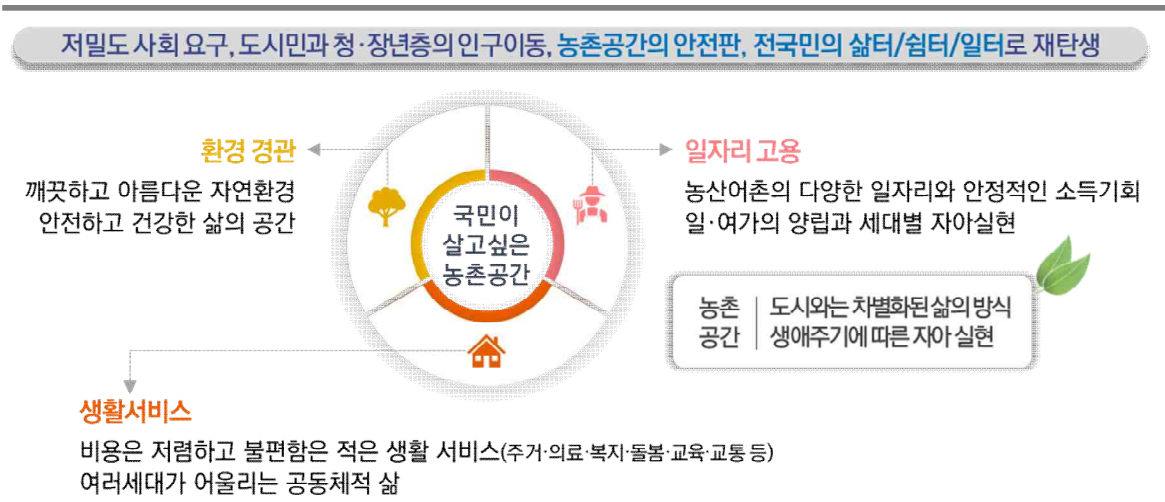 저밀도 사회 요구, 도시민과 청·장년층의 인구이동, 농촌공간의 안전판, 전국민의 삶터/쉼터/일터로 재탄생
환경 경관
깨끗하고 아름다운 자연환경
안전하고 건강한 삶의 공간
국민이
살고싶은
농촌공간
일자리 고용
농산어촌의 다양한 일자리와 안정적인 소득기회
일·여가의 양립과 세대별 자아실현
농촌 공간
도시와는 차별화된 삶의 방식
생애주기에 따른 자아 실현
생활서비스
비용은 저렴하고 불편함은 적은 생활 서비스(주거·의료·복지·돌봄·교육·교통 등)
여러세대가 어울리는 공동체적 삶